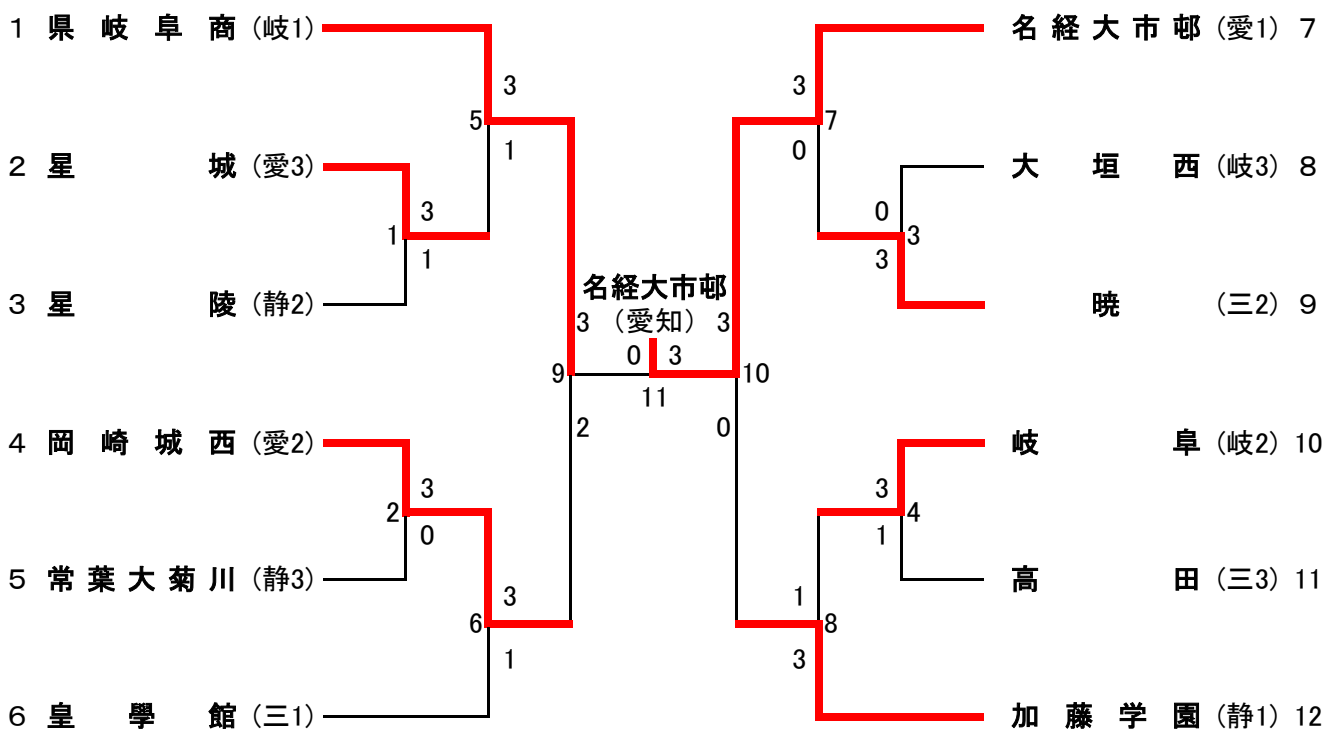 1 県岐阜商 (岐1)
名経大市邨 (愛1) 7
3
3
5
7
1
0
2 星城 (愛3)
大垣西 (岐3) 8
3
0
1
3
1
3
3 星陵 (静2)
暁 (三2) 9
名経大市邨
3 (愛知) 3
0 3
9
10
11
2
0
4 岡崎城西 (愛2)
岐阜 (岐2) 10
3
3
2
4
0
1
5 常葉大菊川 (静3)
高田 (三3) 11
3
1
6
8
1
3
6 皇學館 (三1)
加藤学園 (静1) 12